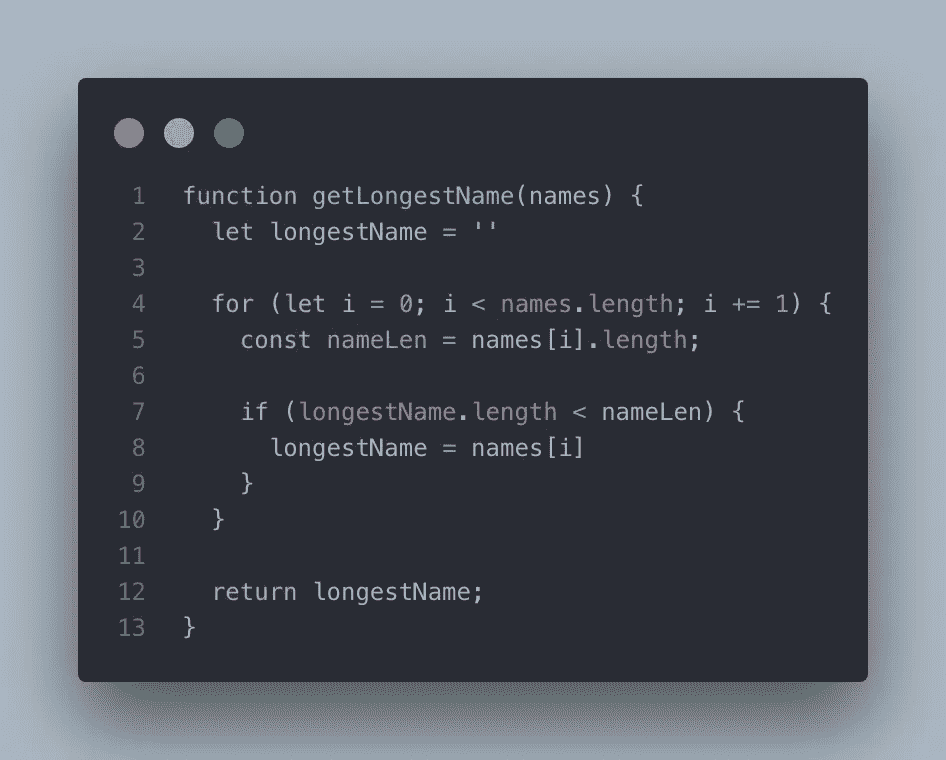 1 function getLongestName(names) {
2   let longestName = ''
3
4   for (let i = 0; i < names.length; i += 1) {
5     const nameLen = names[i].length;
6
7     if (longestName.length < nameLen) {
8       longestName = names[i]
9     }
10   }
11
12   return longestName;
13 }